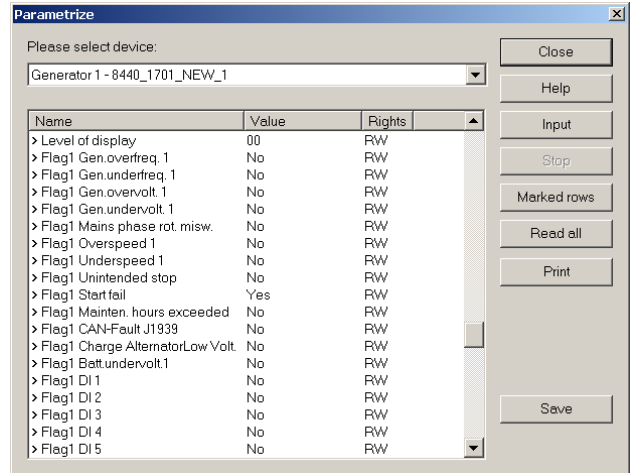 Parametrize
Please select device:
Generator 1 - 8440_1701_NEW_1
Close
Help
Input
Stop
Marked rows
Read all
Print
Save
Name Value Rights
> Level of display 00 RW
> Flag1 Gen.overfreq. 1 No RW
> Flag1 Gen.underfreq. 1 No RW
> Flag1 Gen.overvolt. 1 No RW
> Flag1 Gen.undervolt. 1 No RW
> Flag1 Mains phase rot. misw. No RW
> Flag1 Overspeed 1 No RW
> Flag1 Underspeed 1 No RW
> Flag1 Unintended stop No RW
> Flag1 Start fail Yes RW
> Flag1 Mainten. hours exceeded No RW
> Flag1 CAN-Fault J1939 No RW
> Flag1 Charge AlternatorLow Volt. No RW
> Flag1 Batt.undervolt.1 No RW
> Flag1 DI 1 No RW
> Flag1 DI 2 No RW
> Flag1 DI 3 No RW
> Flag1 DI 4 No RW
> Flag1 DI 5 No RW